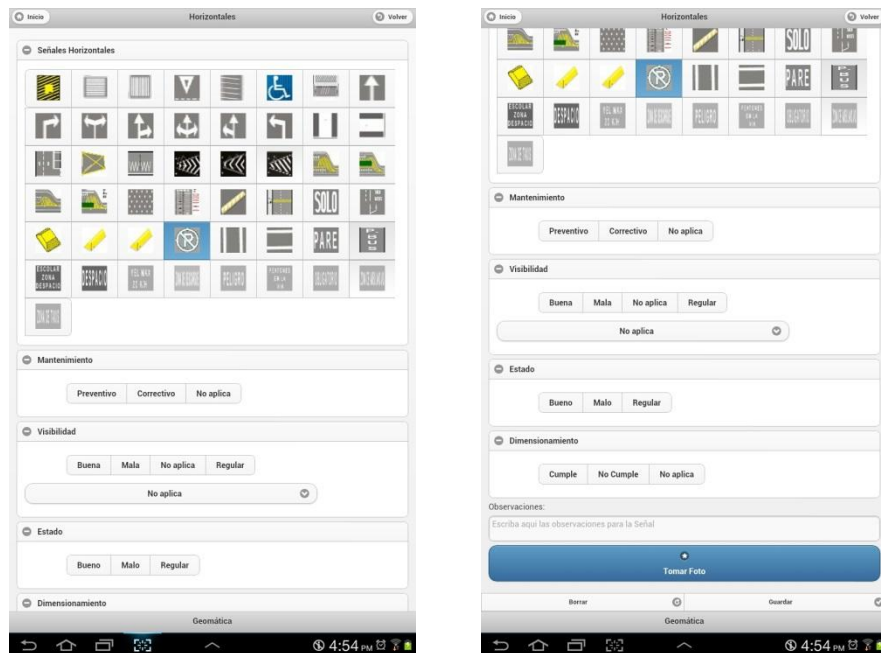 Inicio Horizontales Volver
Señales Horizontales
SOLO
PARE
ESCOLAR ZONA DESPACIO
DESPACIO
PELIGRO
Mantenimiento
Preventivo Correctivo No aplica
Visibilidad
Buena Mala No aplica Regular
No aplica
Estado
Bueno Malo Regular
Dimensionamiento
Geomática
4:54 PM
Inicio Horizontales Volver
SOLO
PARE
ESCOLAR ZONA DESPACIO
DESPACIO
PELIGRO
Mantenimiento
Preventivo Correctivo No aplica
Visibilidad
Buena Mala No aplica Regular
No aplica
Estado
Bueno Malo Regular
Dimensionamiento
Cumple No Cumple No aplica
Observaciones:
Escriba aqui las observaciones para la Señal
Tomar Foto
Borrar Guardar
Geomática
4:54 PM